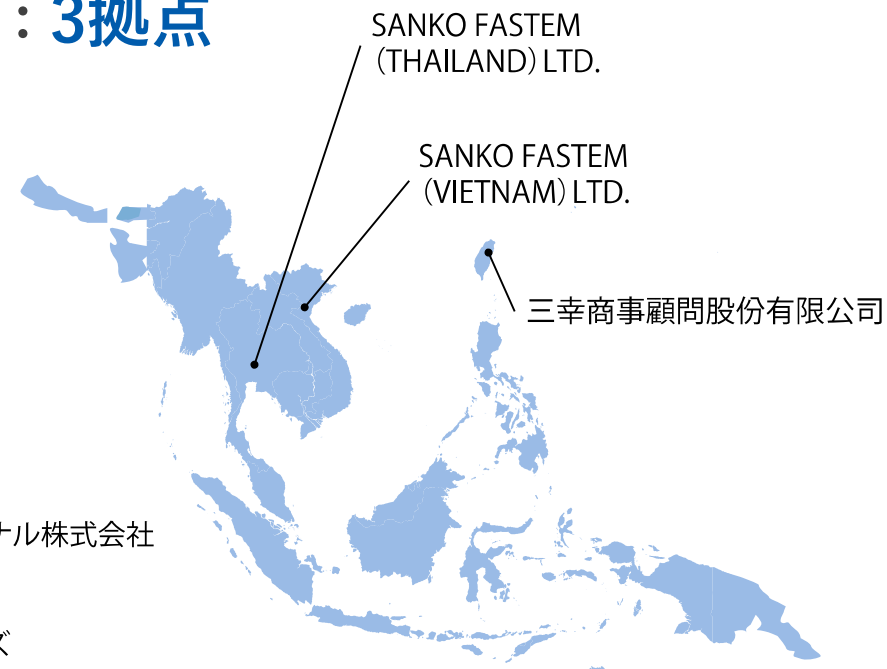 ：3拠点
SANKO FASTEM
（THAILAND）LTD.
SANKO FASTEM
（VIETNAM）LTD.
三幸商事顧問股份有限公司
ナル株式会社
ズ